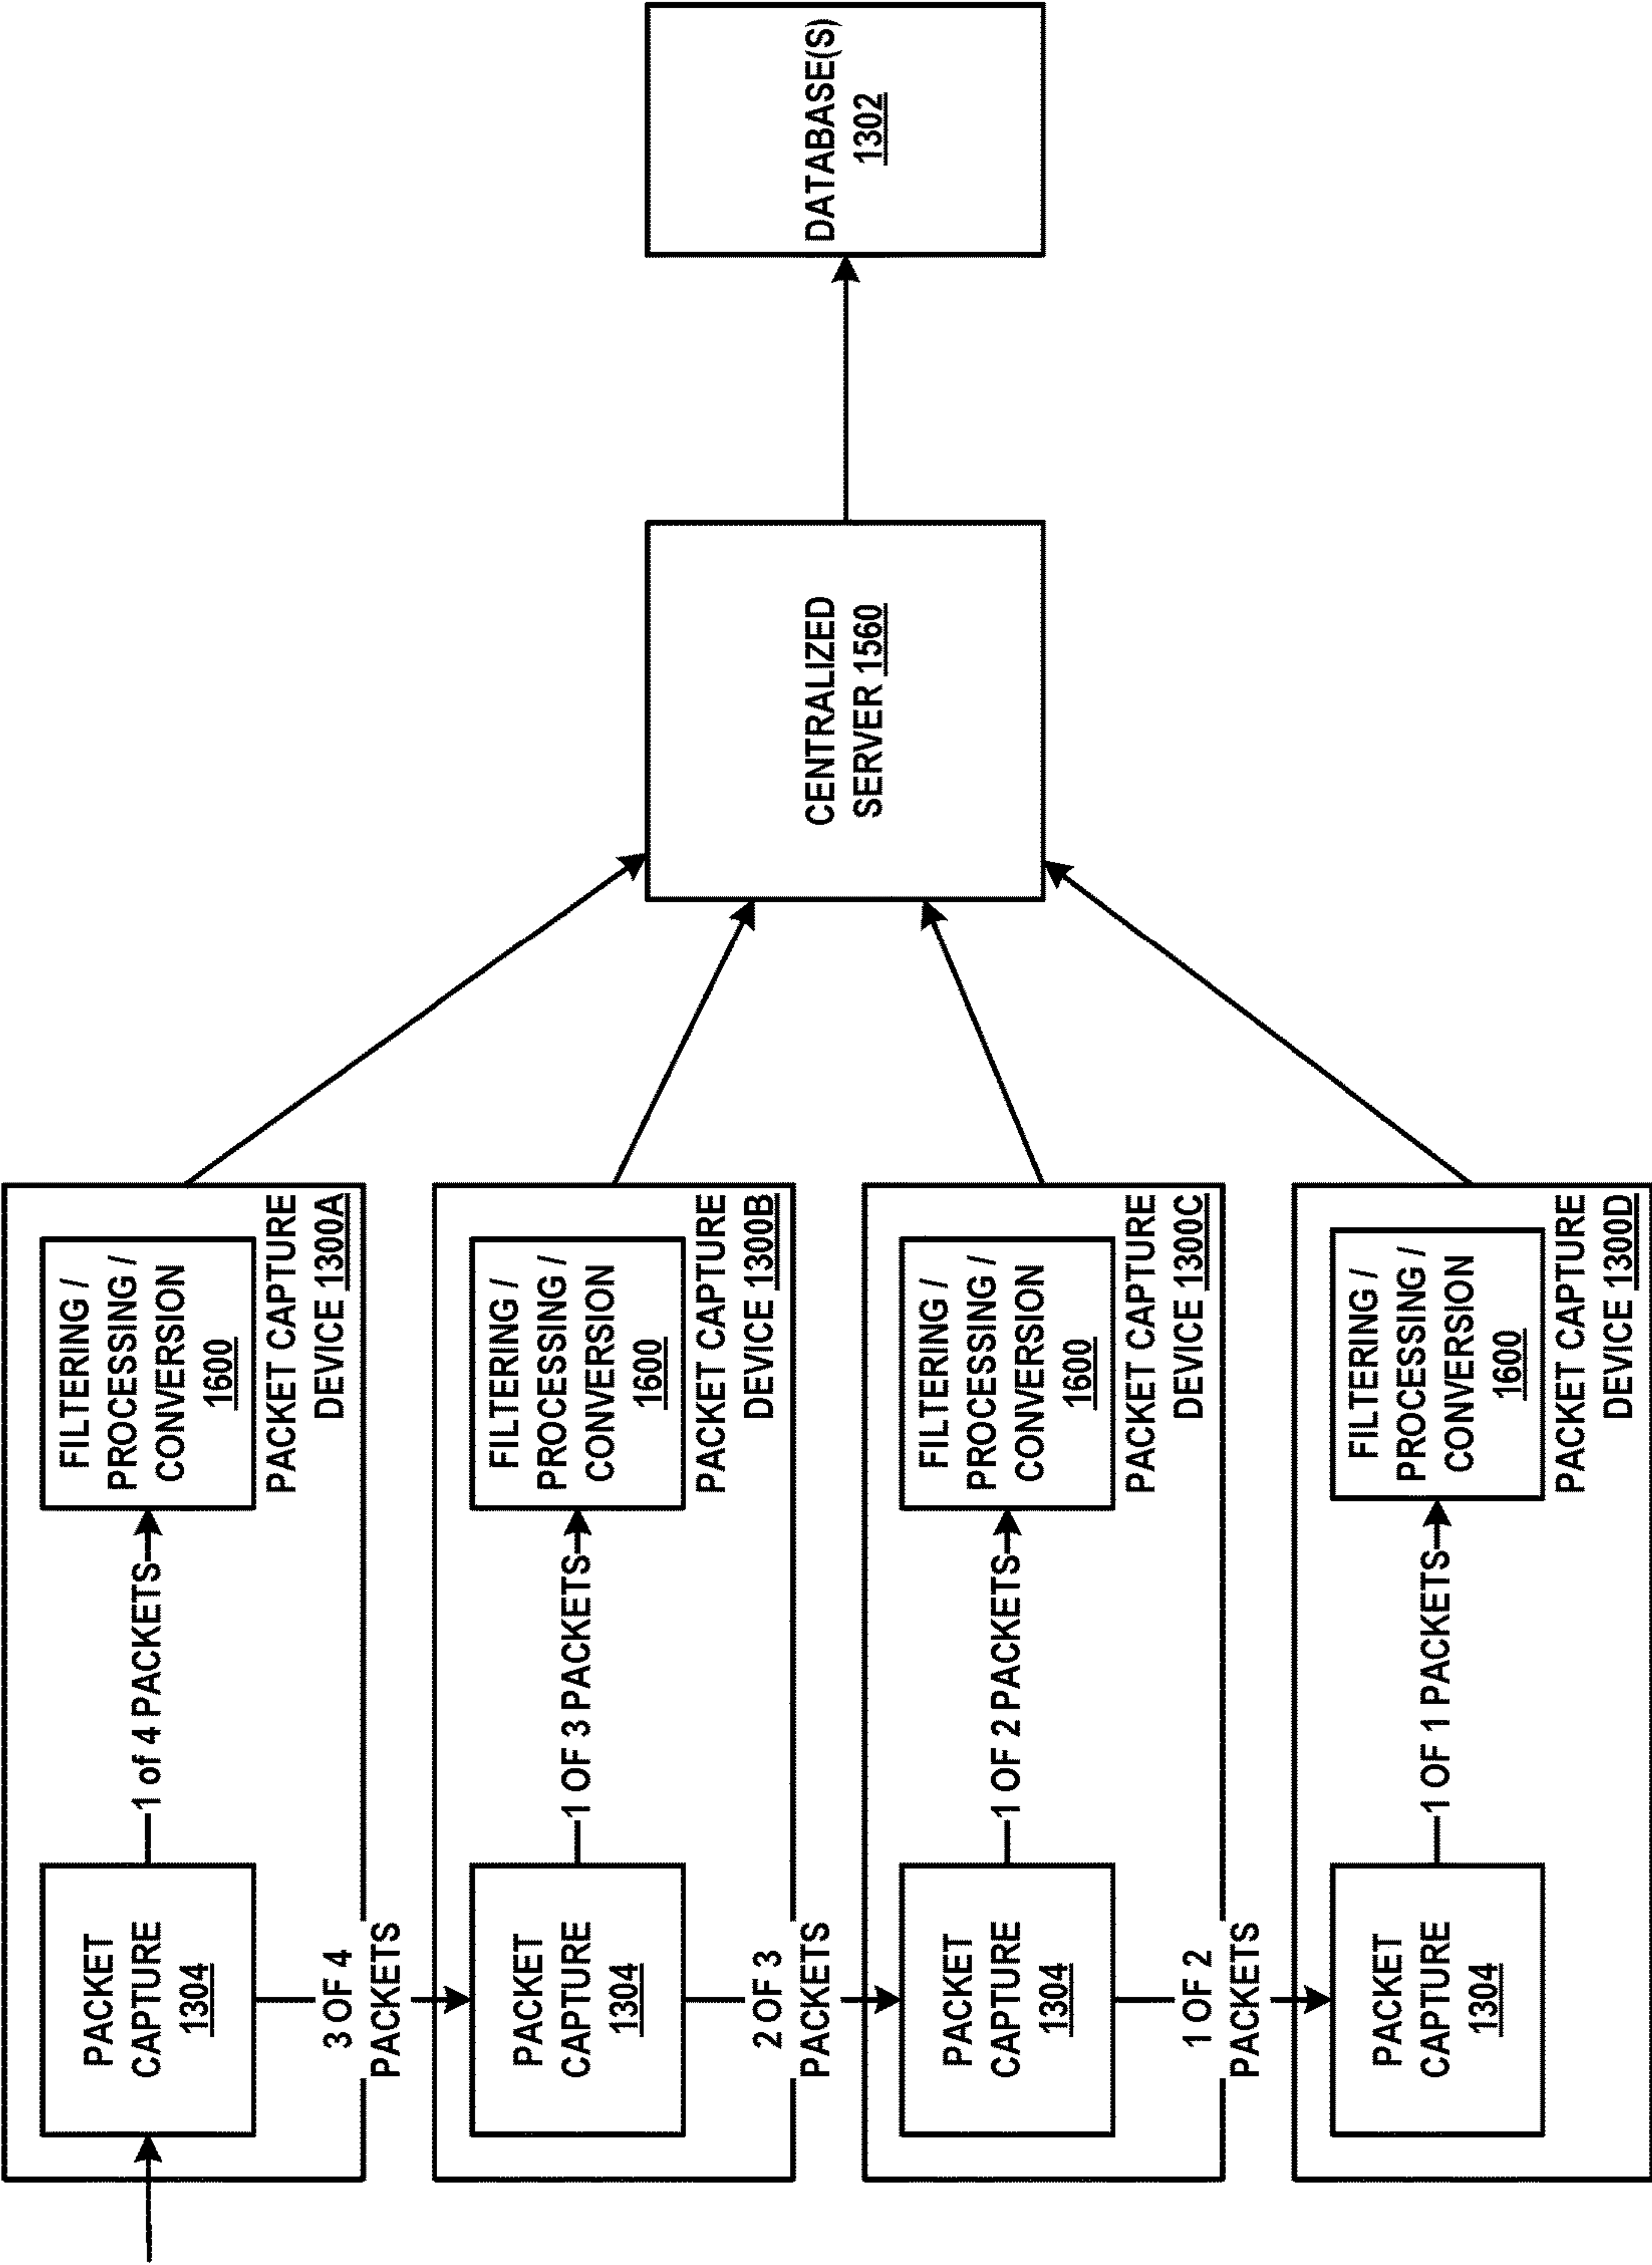 PACKET
CAPTURE
1304
1 of 4 PACKETS
FILTERING /
PROCESSING /
CONVERSION
1600
PACKET CAPTURE
DEVICE 1300A
3 OF 4
PACKETS
PACKET
CAPTURE
1304
1 OF 3 PACKETS
FILTERING /
PROCESSING /
CONVERSION
1600
PACKET CAPTURE
DEVICE 1300B
2 OF 3
PACKETS
PACKET
CAPTURE
1304
1 OF 2 PACKETS
FILTERING /
PROCESSING /
CONVERSION
1600
PACKET CAPTURE
DEVICE 1300C
1 OF 2
PACKETS
PACKET
CAPTURE
1304
1 OF 1 PACKETS
FILTERING /
PROCESSING /
CONVERSION
1600
PACKET CAPTURE
DEVICE 1300D
CENTRALIZED
SERVER 1560
DATABASE(S)
1302